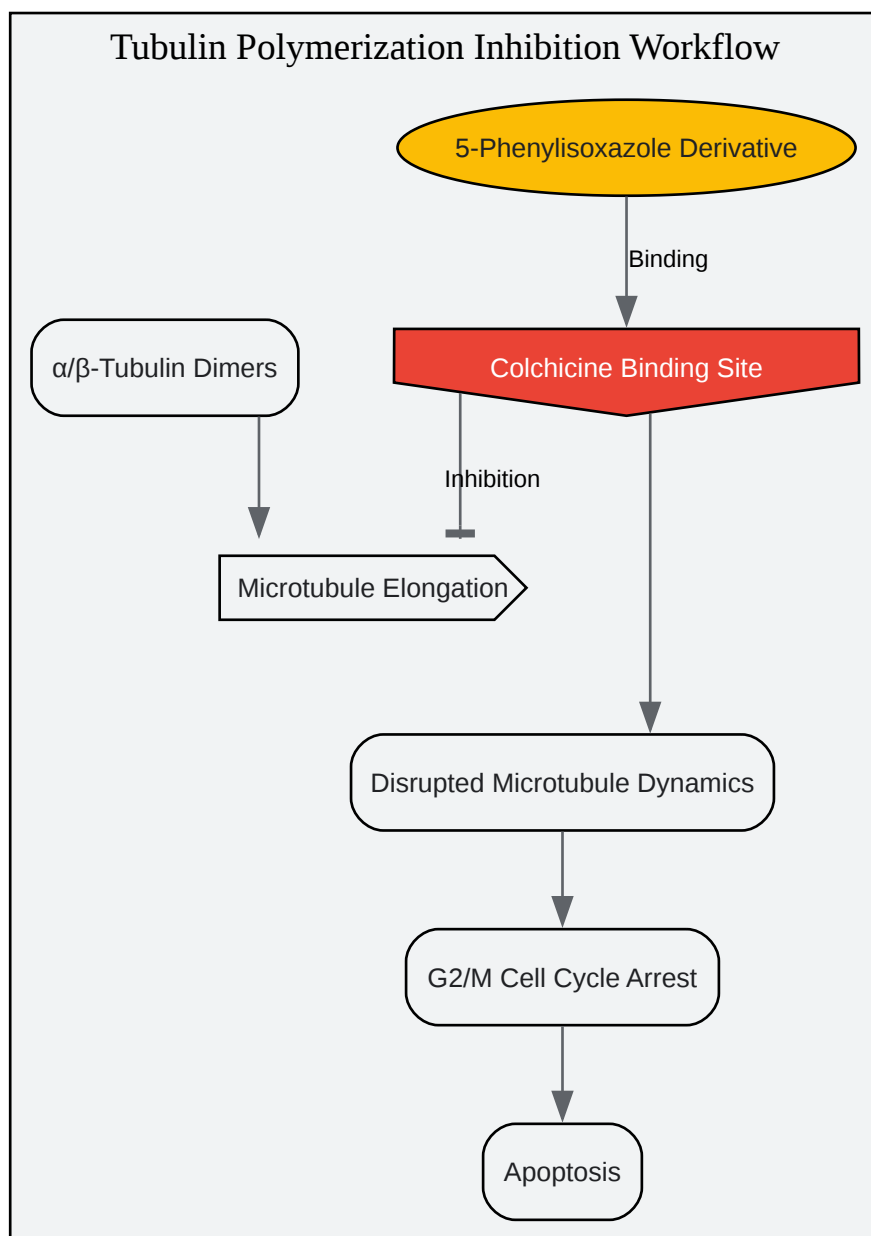 Tubulin Polymerization Inhibition Workflow
5-Phenylisoxazole Derivative
Binding
α/β-Tubulin Dimers
Colchicine Binding Site
Inhibition
Microtubule Elongation
Disrupted Microtubule Dynamics
G2/M Cell Cycle Arrest
Apoptosis